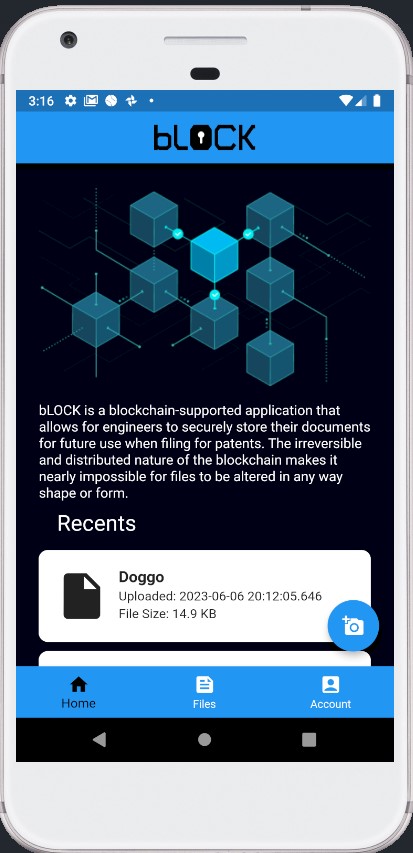 3:16
bLOCK
bLOCK is a blockchain-supported application that
allows for engineers to securely store their documents
for future use when filing for patents. The irreversible
and distributed nature of the blockchain makes it
nearly impossible for files to be altered in any way
shape or form.
Recents
Doggo
Uploaded: 2023-06-06 20:12:05.646
File Size: 14.9 KB
Home Files Account